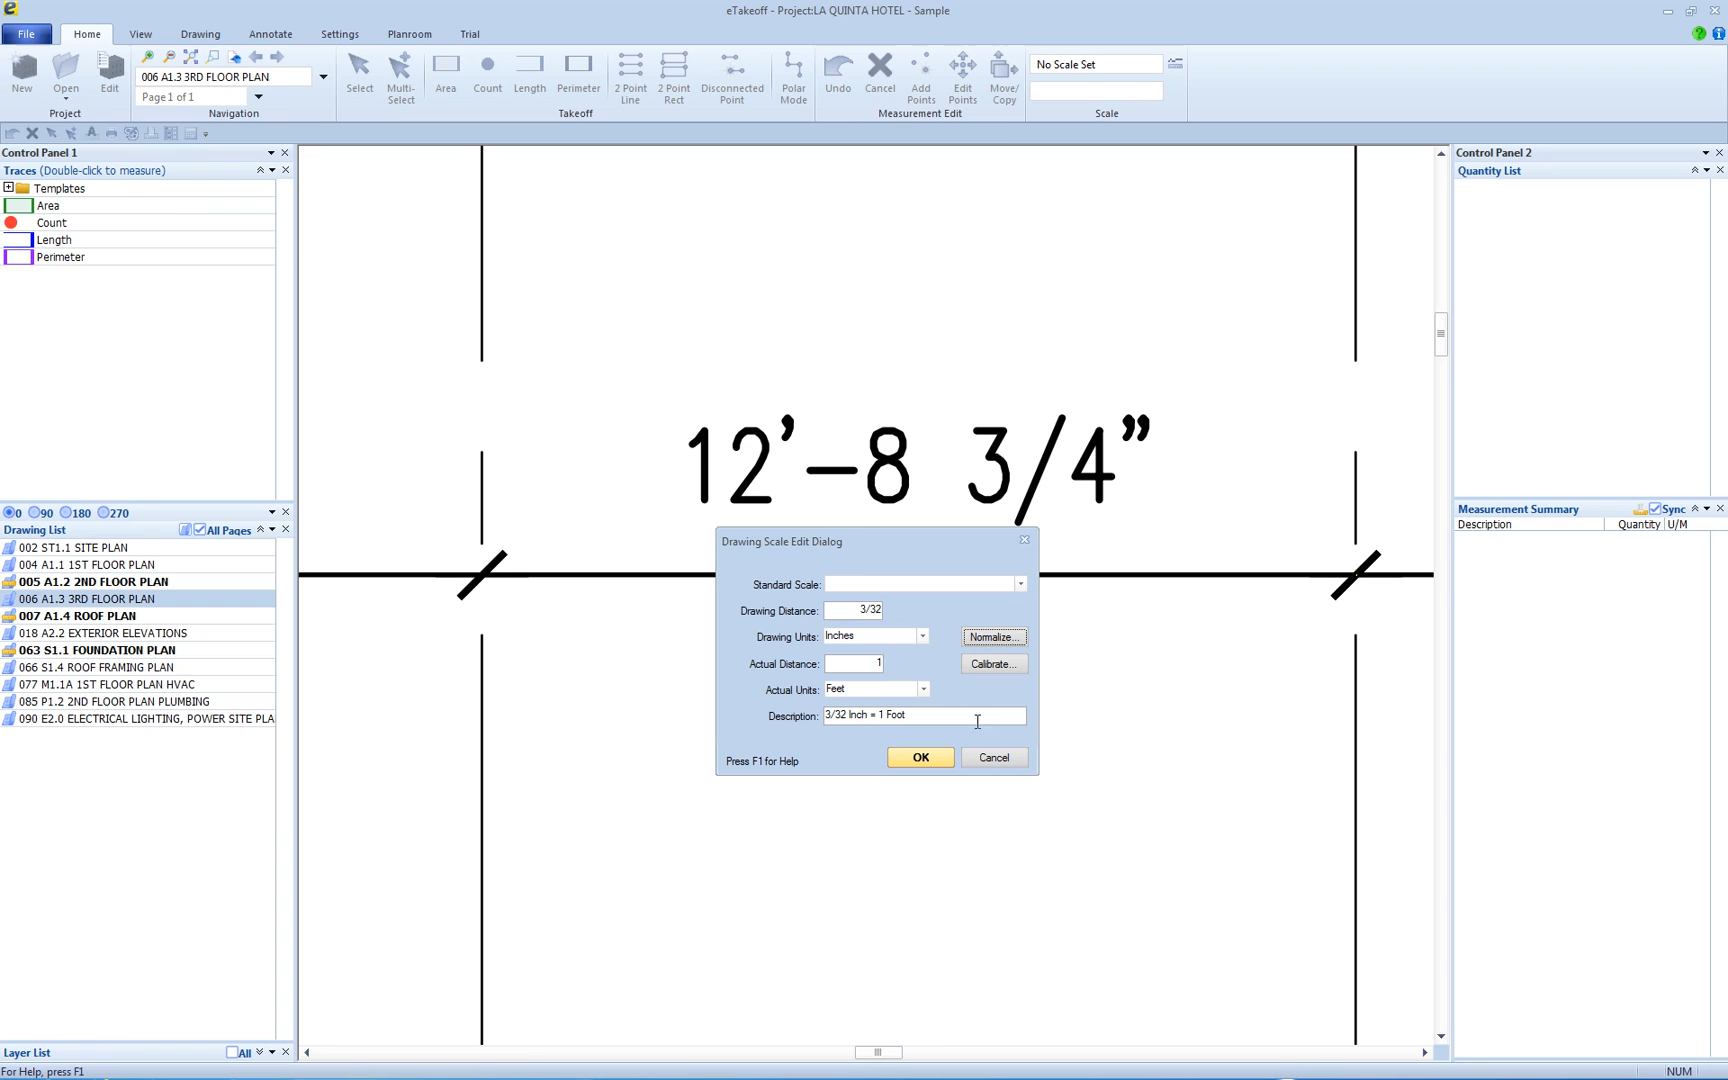 eTakeoff - Project:LA QUINTA HOTEL - Sample
File Home View Drawing Annotate Settings Planroom Trial
006 A1.3 3RD FLOOR PLAN
Page 1 of 1
New Open Edit
Select Multi-Select Area Count Length Perimeter 2 Point Line 2 Point Rect Disconnected Point Polar Mode
Undo Cancel Add Points Edit Points Move/Copy
No Scale Set
Project Navigation Takeoff Measurement Edit Scale
Control Panel 1
Traces (Double-click to measure)
Templates
Area
Count
Length
Perimeter
0 90 180 270
Drawing List All Pages
002 ST1.1 SITE PLAN
004 A1.1 1ST FLOOR PLAN
005 A1.2 2ND FLOOR PLAN
006 A1.3 3RD FLOOR PLAN
007 A1.4 ROOF PLAN
018 A2.2 EXTERIOR ELEVATIONS
063 S1.1 FOUNDATION PLAN
066 S1.4 ROOF FRAMING PLAN
077 M1.1A 1ST FLOOR PLAN HVAC
085 P1.2 2ND FLOOR PLAN PLUMBING
090 E2.0 ELECTRICAL LIGHTING, POWER SITE PLA
Layer List All
12'-8 3/4"
Drawing Scale Edit Dialog
Standard Scale:
Drawing Distance: 3/32
Drawing Units: Inches Normalize...
Actual Distance: 1 Calibrate...
Actual Units: Feet
Description: 3/32 Inch = 1 Foot
Press F1 for Help OK Cancel
Control Panel 2
Quantity List
Measurement Summary Sync
Description Quantity U/M
For Help, press F1
NUM